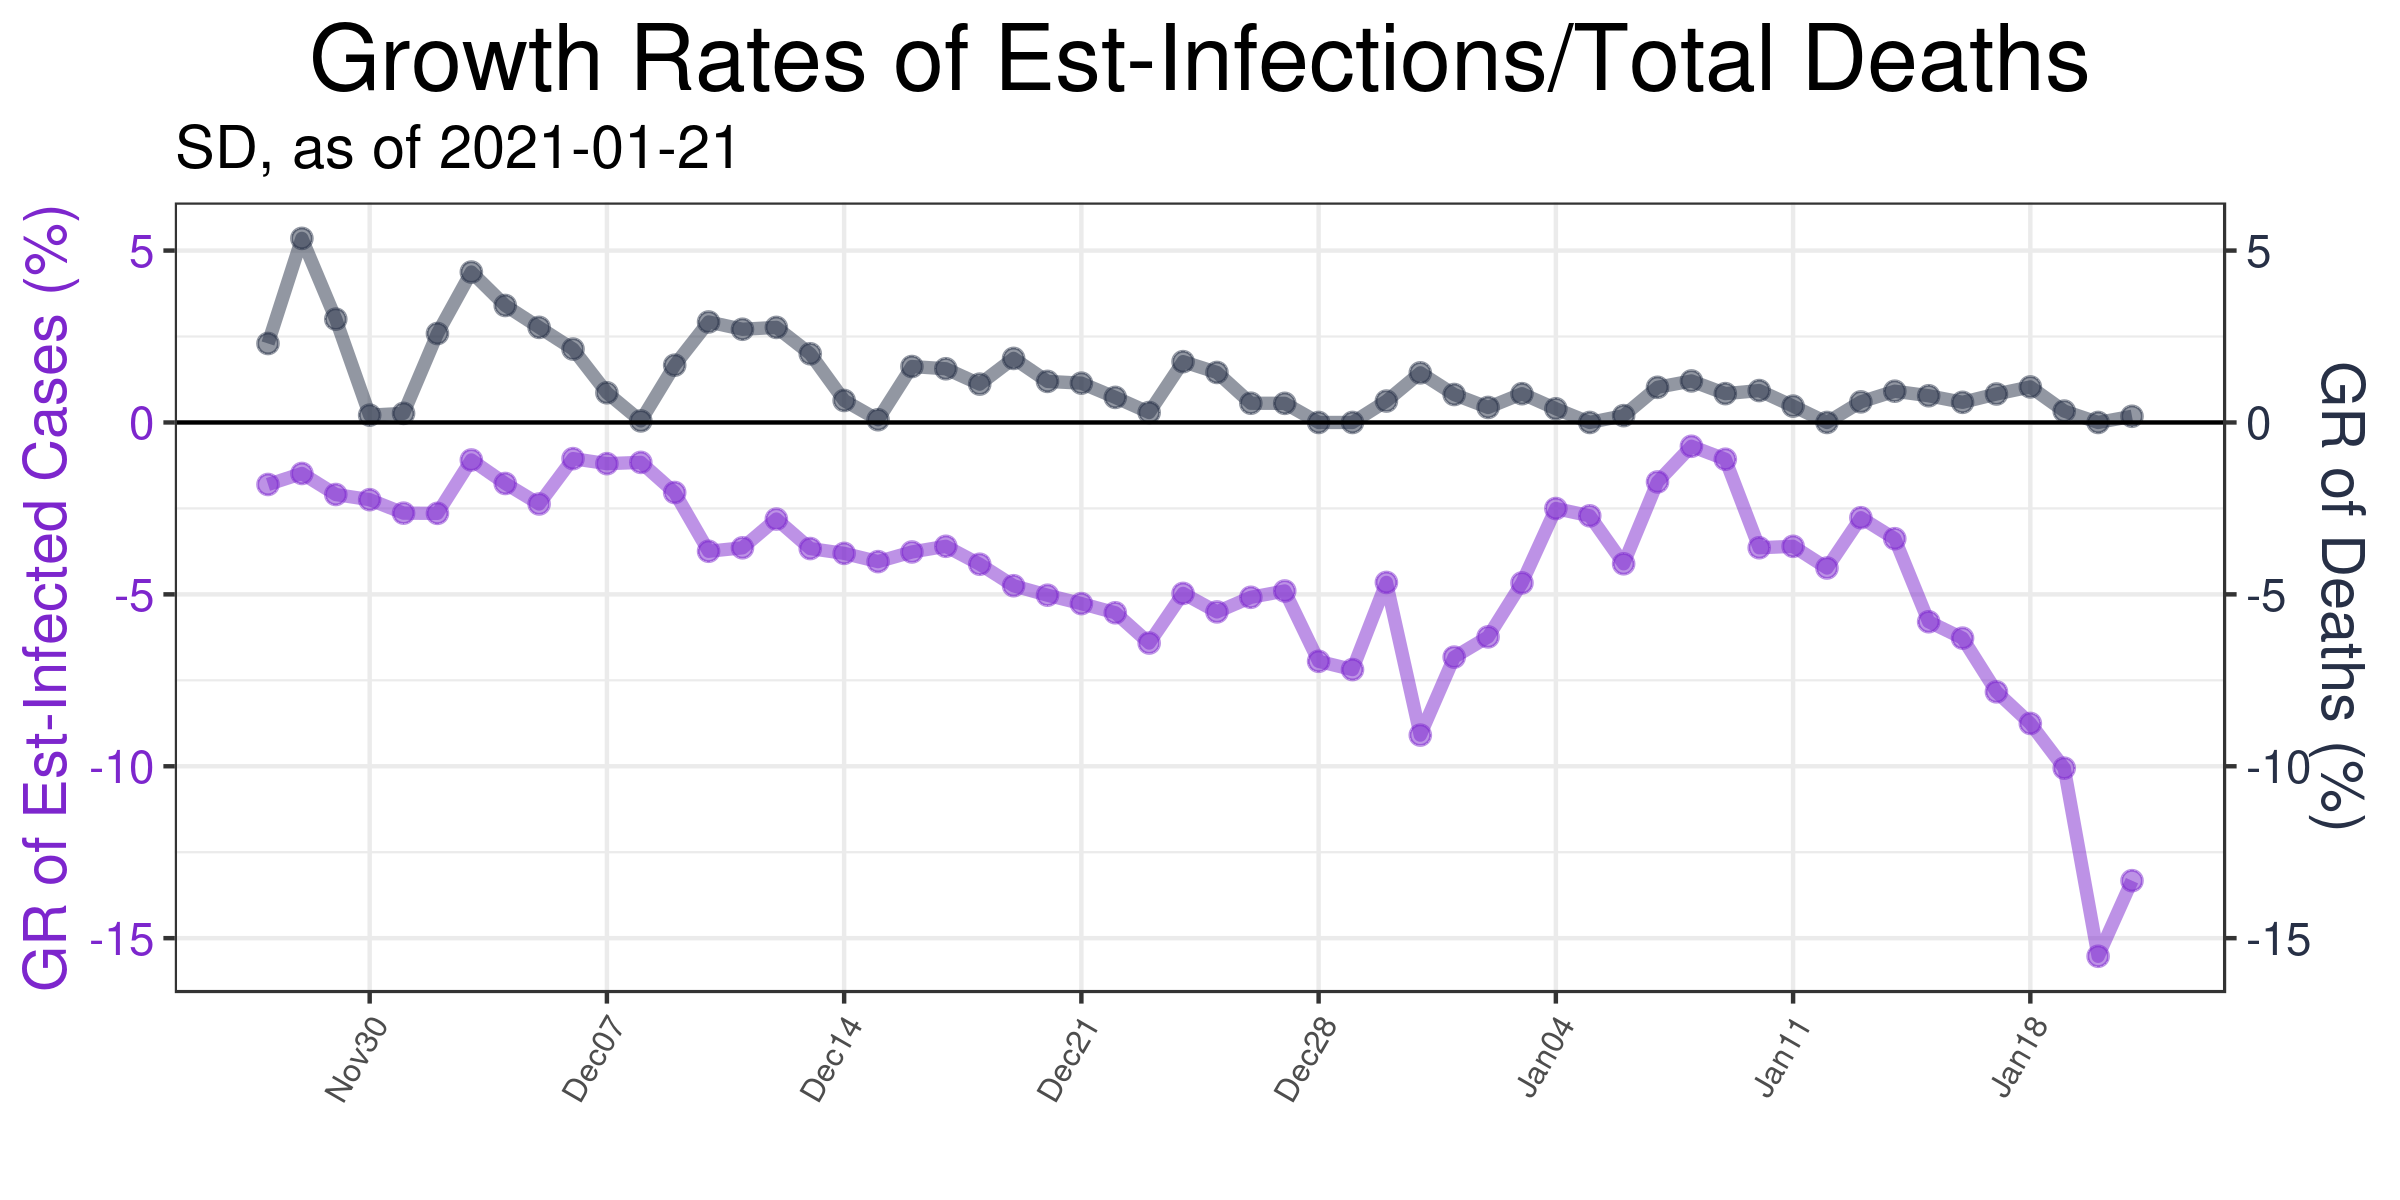 Growth Rates of Est-Infections/Total Deaths
SD, as of 2021-01-21
GR of Est-Infected Cases (%)
5
0
-5
-10
-15
5
0
-5
-10
-15
GR of Deaths (%)
Nov30
Dec07
Dec14
Dec21
Dec28
Jan04
Jan11
Jan18